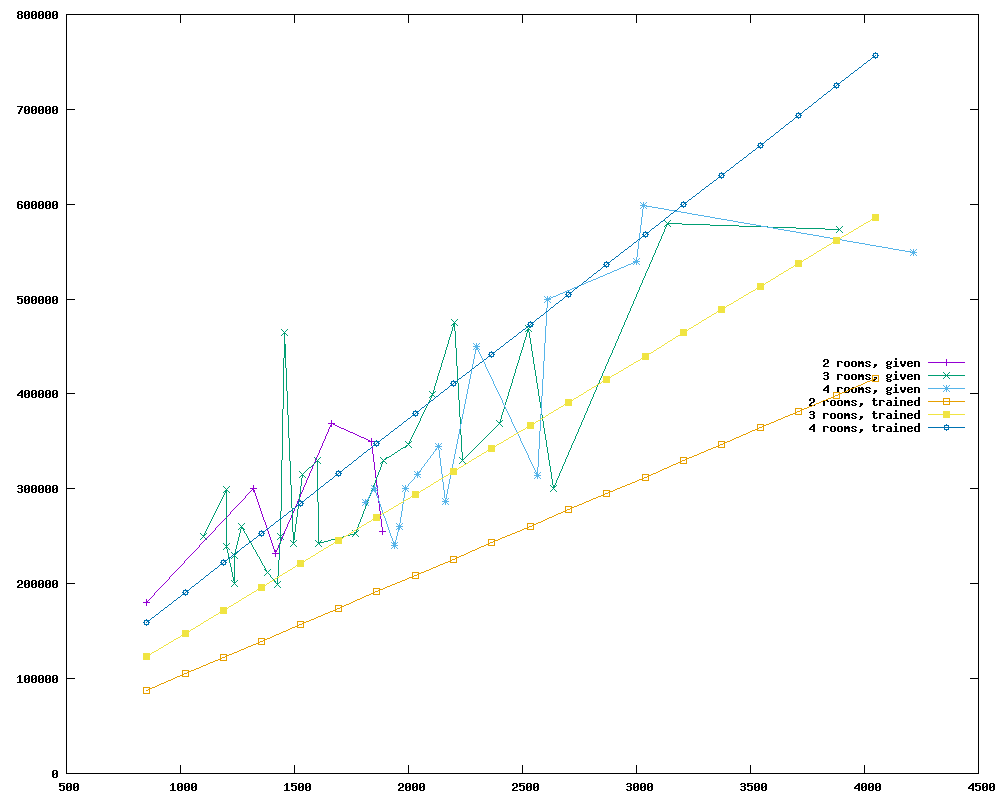 800000
700000
600000
500000
400000
300000
200000
100000
0
2 rooms, given
3 rooms, given
4 rooms, given
2 rooms, trained
3 rooms, trained
4 rooms, trained
500 1000 1500 2000 2500 3000 3500 4000 4500